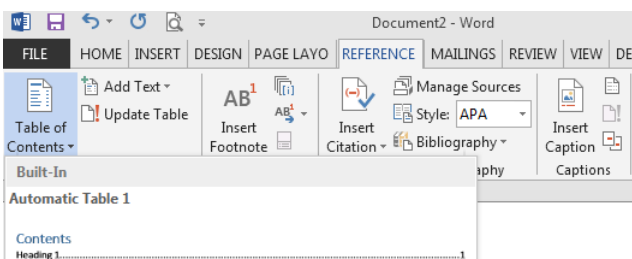 Document2 - Word
FILE HOME INSERT DESIGN PAGE LAYO REFERENCE MAILINGS REVIEW VIEW DE
Table of Contents
Add Text
Update Table
AB1
Insert Footnote
[i]
AB1
Insert Citation
Manage Sources
Style: APA
Bibliography
Insert Caption
aphy
Captions
Built-In
Automatic Table 1
Contents
Heading 1...1